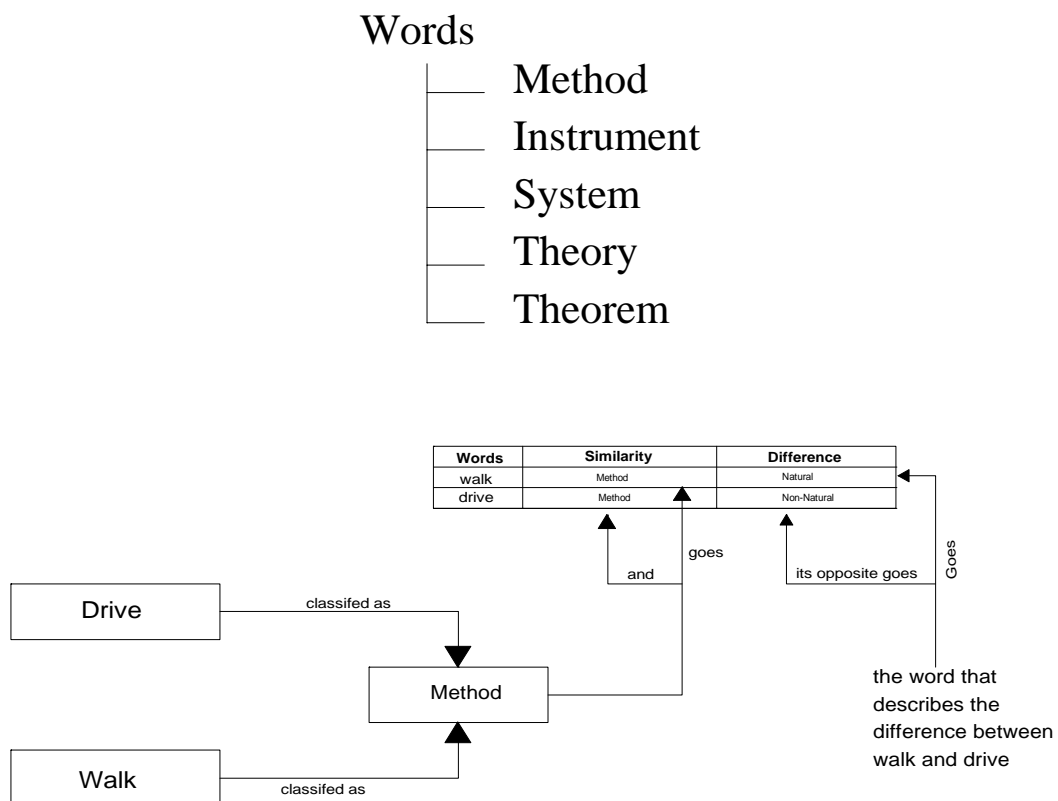 Words
Method
Instrument
System
Theory
Theorem
Words Similarity Difference
walk Method Natural
drive Method Non-Natural
goes
and
its opposite goes
Goes
Drive
classifed as
Method
the word that
describes the
difference between
walk and drive
Walk
classifed as